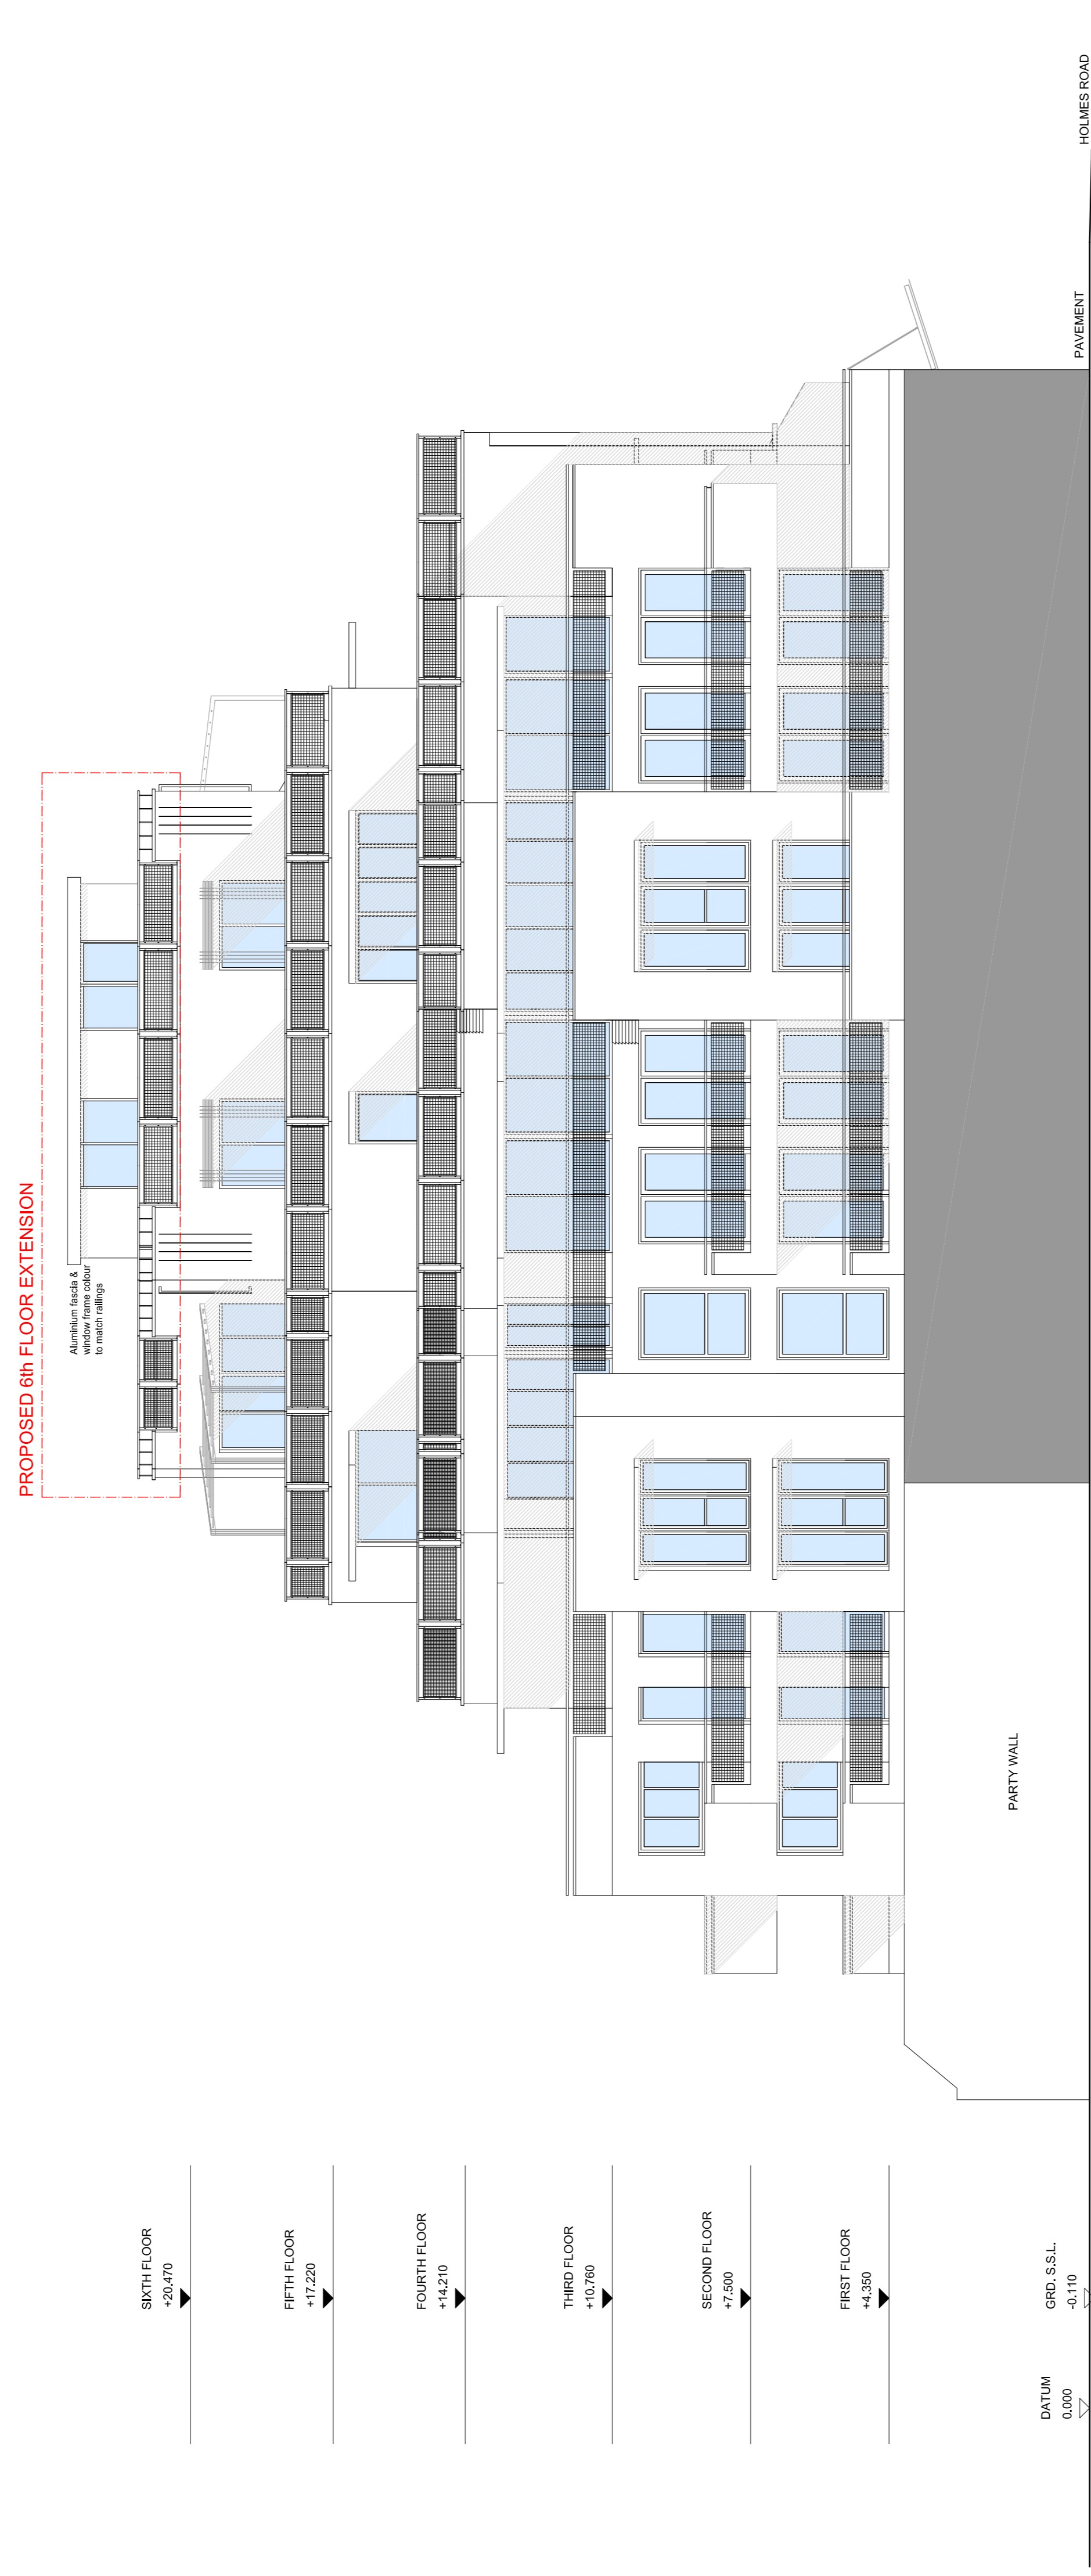 PROPOSED 6th FLOOR EXTENSION
Aluminium fascia &
window frame colour
to match railings
SIXTH FLOOR
+20.470
FIFTH FLOOR
+17.220
FOURTH FLOOR
+14.210
THIRD FLOOR
+10.760
SECOND FLOOR
+7.500
FIRST FLOOR
+4.350
GRD. S.S.L.
-0.110
DATUM
0.000
PARTY WALL
PAVEMENT
HOLMES ROAD